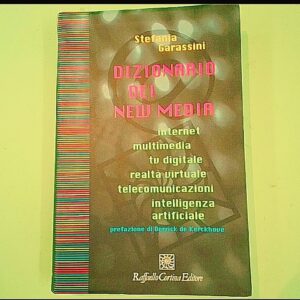 Stefania
Garassini
DIZIONARIO
DEI
NEW MEDIA
internet
multimedia
tv digitale
realtà virtuale
telecomunicazioni
intelligenza
artificiale
prefazione di Derrick de Kerckhove
Raffaello Cortina Editore